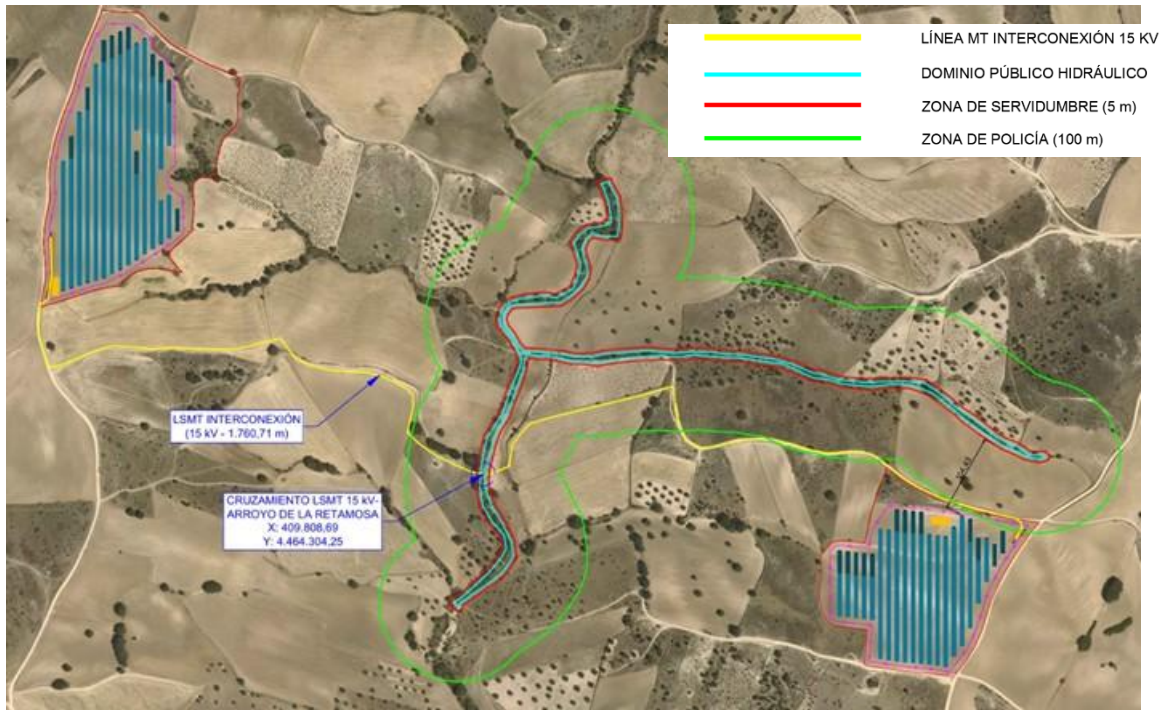 LÍNEA MT INTERCONEXIÓN 15 KV
DOMINIO PÚBLICO HIDRÁULICO
ZONA DE SERVIDUMBRE (5 m)
ZONA DE POLICÍA (100 m)
LSMT INTERCONEXIÓN
(15 kV - 1.760,71 m)
CRUZAMIENTO LSMT 15 kV-
ARROYO DE LA RETAMOSA
X: 409.808,69
Y: 4.464.304,25